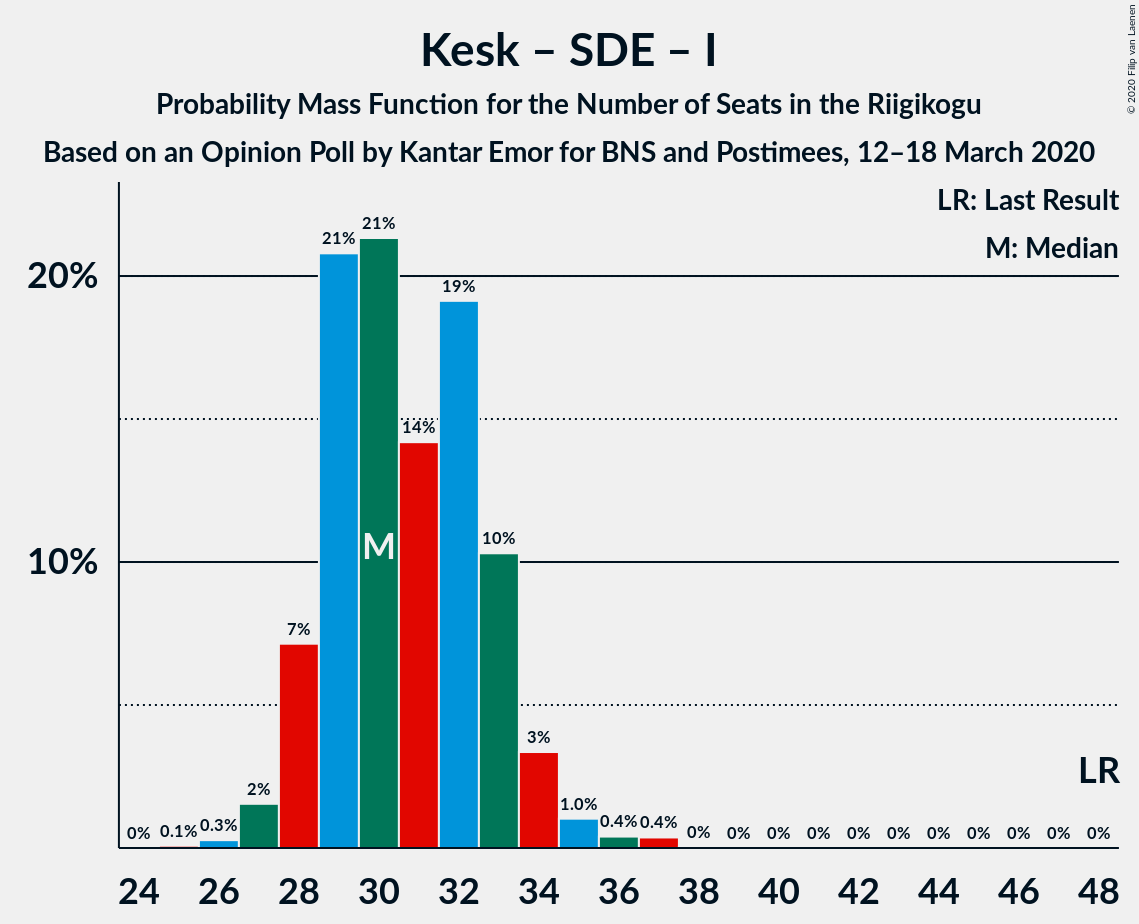 Kesk – SDE – I
Probability Mass Function for the Number of Seats in the Riigikogu
Based on an Opinion Poll by Kantar Emor for BNS and Postimees, 12–18 March 2020
© 2020 Filip van Laenen
LR: Last Result
M: Median
20%
10%
0% 0.1% 0.3% 2% 7% 21% 21% 14% 19% 10% 3% 1.0% 0.4% 0.4% 0% 0% 0% 0% 0% 0% 0% 0% 0% 0% 0%
M
LR
24 26 28 30 32 34 36 38 40 42 44 46 48